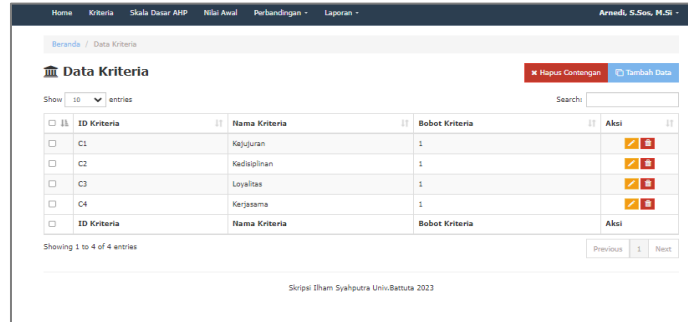 Home Kriteria Skala Dasar AHP Nilai Awal Perbandingan Laporan Arnedi, S.Sos, M.Si
Beranda / Data Kriteria
Data Kriteria Hapus Contengan Tambah Data
Show 10 entries Search:
ID Kriteria Nama Kriteria Bobot Kriteria Aksi
C1 Kejujuran 1
C2 Kedisiplinan 1
C3 Loyalitas 1
C4 Kerjasama 1
ID Kriteria Nama Kriteria Bobot Kriteria Aksi
Showing 1 to 4 of 4 entries Previous 1 Next
Skripsi Ilham Syahputra Univ.Battuta 2023